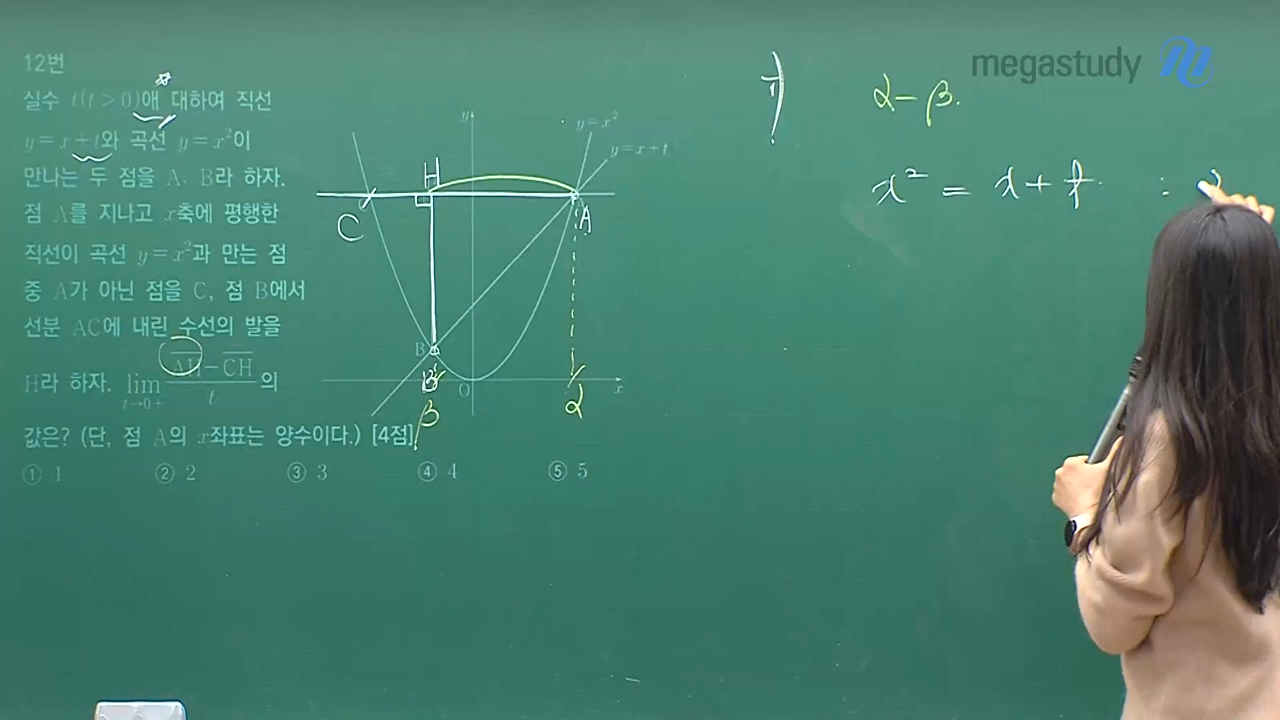 12번
실수 t(t > 0)에 대하여 직선
y = x + t와 곡선 y = x²이
만나는 두 점을 A, B라 하자.
점 A를 지나고 x축에 평행한
직선이 곡선 y = x²과 만나는 점
중 A가 아닌 점을 C, 점 B에서
선분 AC에 내린 수선의 발을
H라 하자. lim t→0+ (AH − CH)/t 의
값은? (단, 점 A의 x좌표는 양수이다.) [4점]
① 1 ② 2 ③ 3 ④ 4 ⑤ 5
y
y = x²
y = x + t
H
C
A
B
O
x
β
α
α − β.
x² = x + t
megastudy